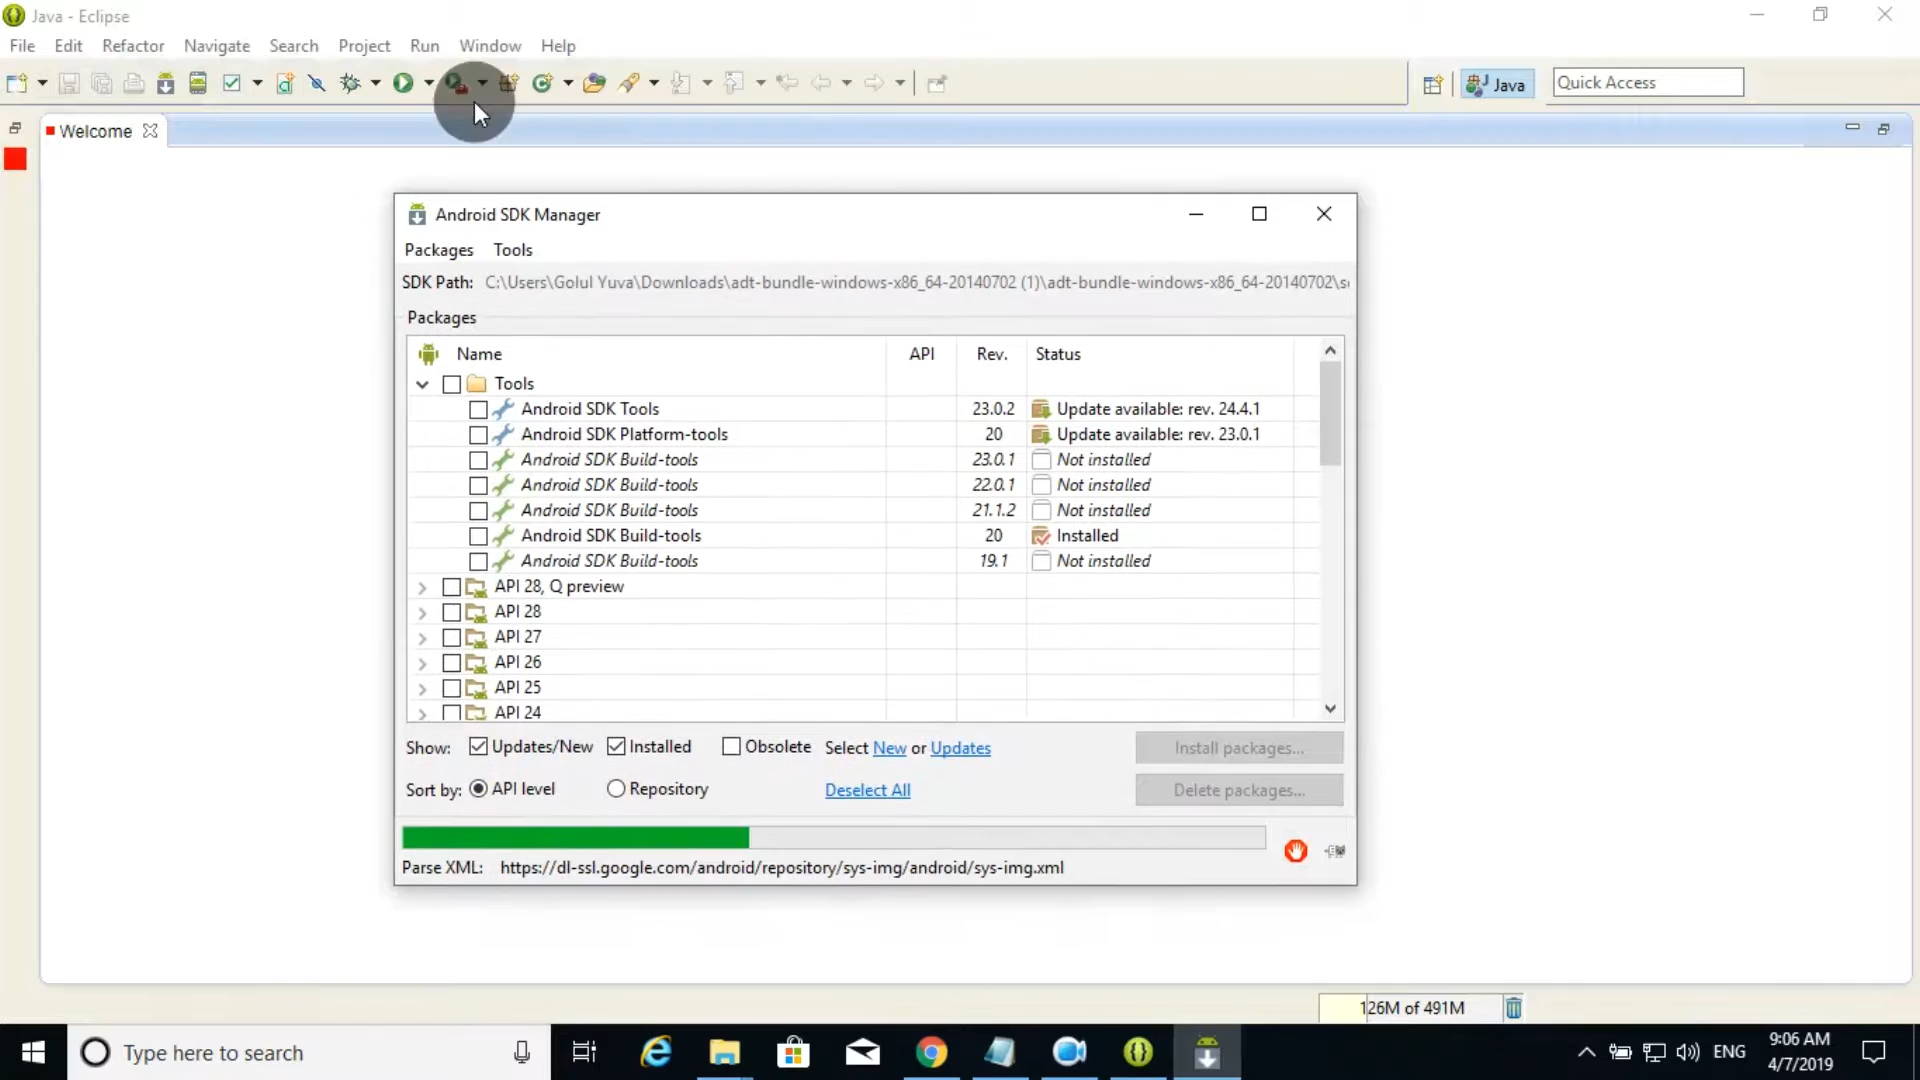 Java - Eclipse
File Edit Refactor Navigate Search Project Run Window Help
Java Quick Access
Welcome
Android SDK Manager
Packages Tools
SDK Path: C:\Users\Golul Yuva\Downloads\adt-bundle-windows-x86_64-20140702 (1)\adt-bundle-windows-x86_64-20140702\
Packages
Name API Rev. Status
Tools
Android SDK Tools 23.0.2 Update available: rev. 24.4.1
Android SDK Platform-tools 20 Update available: rev. 23.0.1
Android SDK Build-tools 23.0.1 Not installed
Android SDK Build-tools 22.0.1 Not installed
Android SDK Build-tools 21.1.2 Not installed
Android SDK Build-tools 20 Installed
Android SDK Build-tools 19.1 Not installed
API 28, Q preview
API 28
API 27
API 26
API 25
API 24
Show: Updates/New Installed Obsolete Select New or Updates Install packages...
Sort by: API level Repository Deselect All Delete packages...
Parse XML: https://dl-ssl.google.com/android/repository/sys-img/android/sys-img.xml
126M of 491M
Type here to search
ENG
9:06 AM
4/7/2019